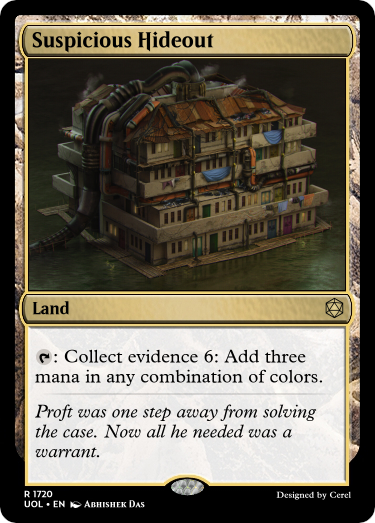 Suspicious Hideout
Land
: Collect evidence 6: Add three
mana in any combination of colors.
Proft was one step away from solving
the case. Now all he needed was a
warrant.
R 1720
UOL • EN Abhishek Das
Designed by Cerel